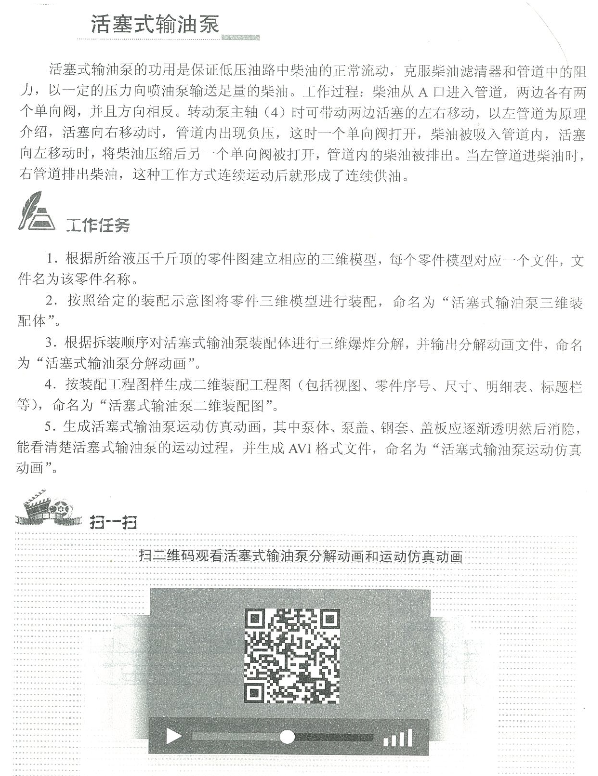 活塞式输油泵
活塞式输油泵的功用是保证低压油路中柴油的正常流动，克服柴油滤清器和管道中的阻
力，以一定的压力向喷油泵输送足量的柴油。工作过程：柴油从 A 口进入管道，两边各有两
个单向阀，并且方向相反。转动泵主轴（4）时可带动两边活塞的左右移动，以左管道为原理
介绍，活塞向右移动时，管道内出现负压，这时一个单向阀打开，柴油被吸入管道内，活塞
向左移动时，将柴油压缩后另一个单向阀被打开，管道内的柴油被排出。当左管道进柴油时，
右管道排出柴油，这种工作方式连续运动后就形成了连续供油。
工作任务
1．根据所给液压千斤顶的零件图建立相应的三维模型，每个零件模型对应一个文件，文
件名为该零件名称。
2．按照给定的装配示意图将零件三维模型进行装配，命名为“活塞式输油泵三维装
配体”。
3．根据拆装顺序对活塞式输油泵装配体进行三维爆炸分解，并输出分解动画文件，命名
为“活塞式输油泵分解动画”。
4．按装配工程图样生成二维装配工程图（包括视图、零件序号、尺寸、明细表、标题栏
等），命名为“活塞式输油泵二维装配图”。
5．生成活塞式输油泵运动仿真动画，其中泵体、泵盖、钢套、盖板应逐渐透明然后消隐，
能看清楚活塞式输油泵的运动过程，并生成 AVI 格式文件，命名为“活塞式输油泵运动仿真
动画”。
扫一扫
扫二维码观看活塞式输油泵分解动画和运动仿真动画